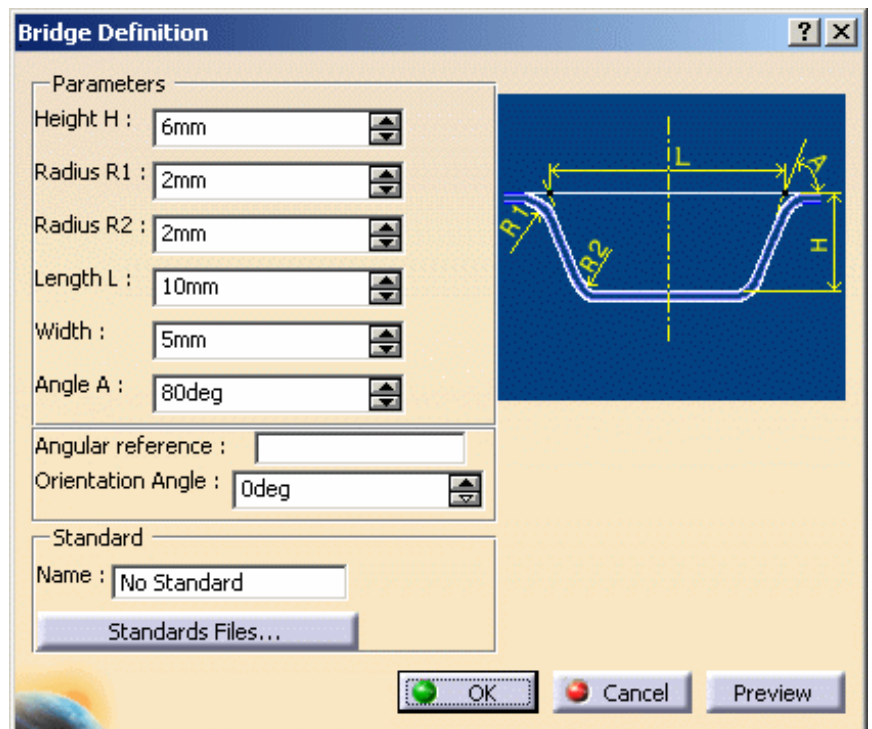 Bridge Definition
Parameters
Height H : 6mm
Radius R1 : 2mm
Radius R2 : 2mm
Length L : 10mm
Width : 5mm
Angle A : 80deg
L
A
R1
R2
H
Angular reference :
Orientation Angle : 0deg
Standard
Name : No Standard
Standards Files...
OK Cancel Preview